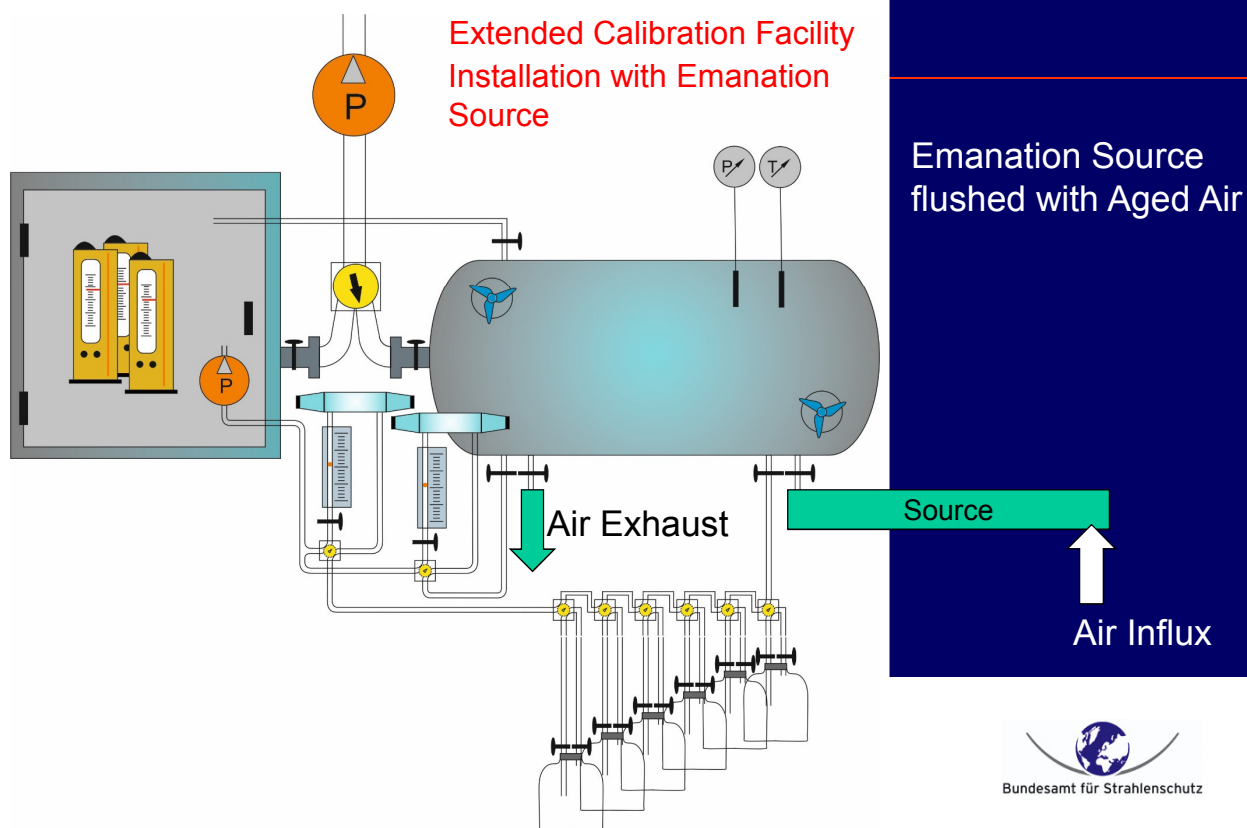 Extended Calibration Facility
Installation with Emanation
Source
P
P
T
Emanation Source
flushed with Aged Air
P
Air Exhaust
Source
Air Influx
Bundesamt für Strahlenschutz